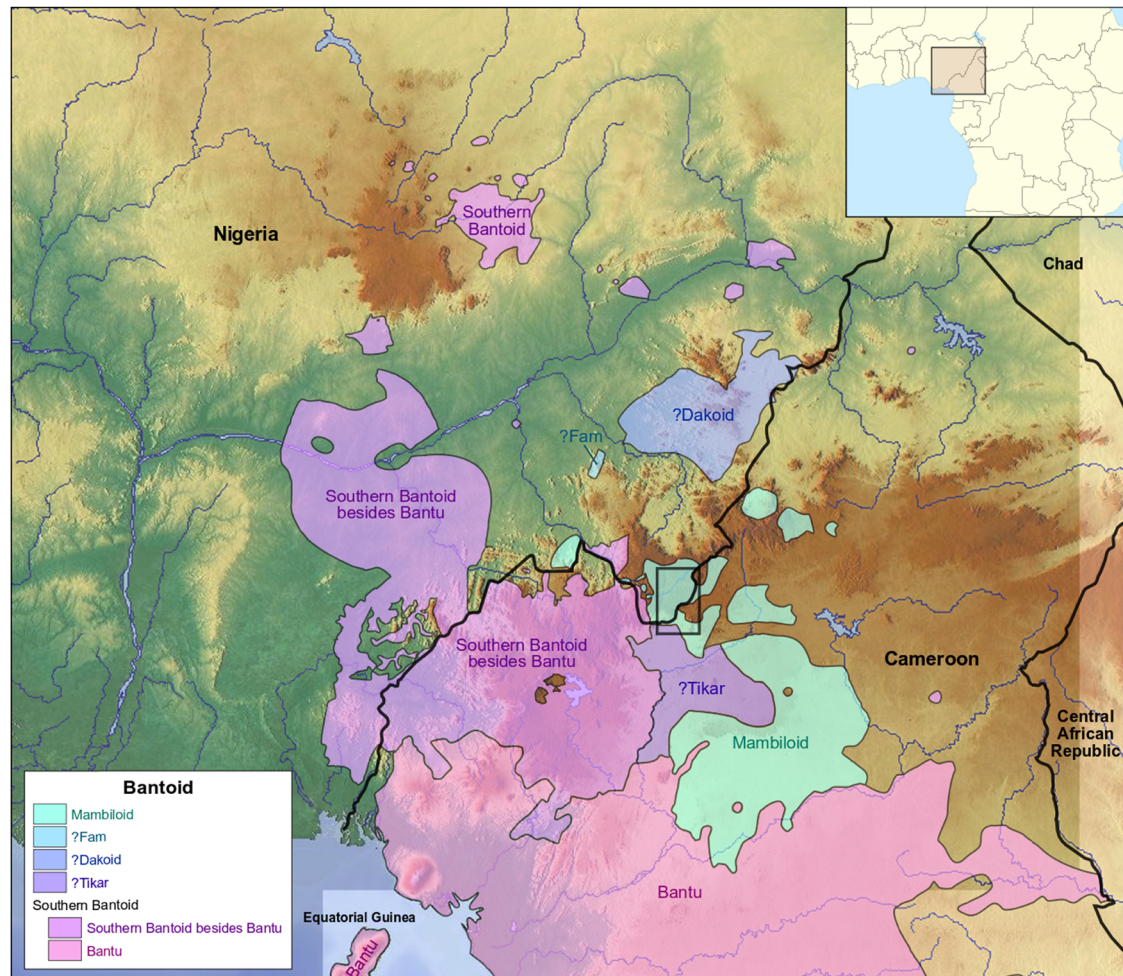 Nigeria
Southern
Bantoid
Chad
?Dakoid
?Fam
Southern Bantoid
besides Bantu
Southern Bantoid
besides Bantu
?Tikar
Cameroon
Mambiloid
Central
African
Republic
Bantu
Equatorial Guinea
Bantu
Bantoid
Mambiloid
?Fam
?Dakoid
?Tikar
Southern Bantoid
Southern Bantoid besides Bantu
Bantu